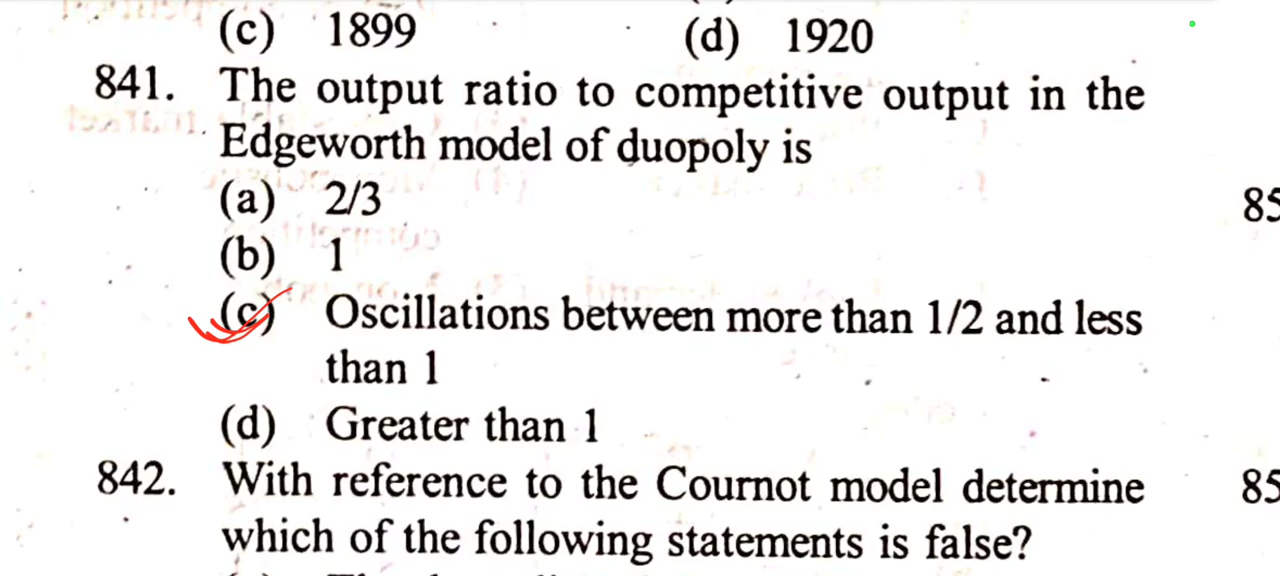 (c) 1899 (d) 1920
841. The output ratio to competitive output in the
Edgeworth model of duopoly is
(a) 2/3
85
(b) 1
(c) Oscillations between more than 1/2 and less
than 1
(d) Greater than 1
842. With reference to the Cournot model determine
85
which of the following statements is false?